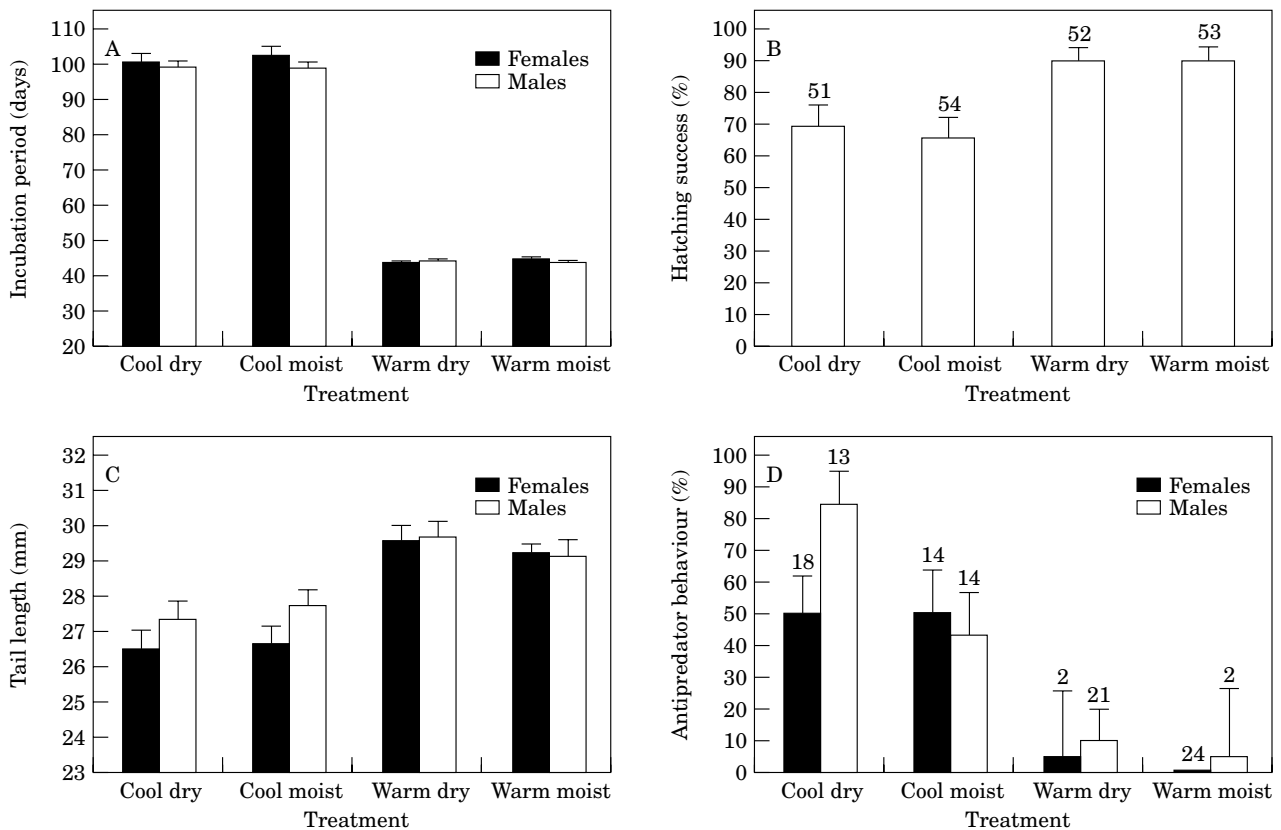 A
Females
Males
110
100
90
80
70
60
50
40
30
20
Incubation period (days)
Cool dry Cool moist Warm dry Warm moist
Treatment
B
51 54 52 53
100
90
80
70
60
50
40
30
20
10
0
Hatching success (%)
Cool dry Cool moist Warm dry Warm moist
Treatment
C
Females
Males
32
31
30
29
28
27
26
25
24
23
Tail length (mm)
Cool dry Cool moist Warm dry Warm moist
Treatment
D
Females
Males
18 13 14 14 2 21 24 2
100
90
80
70
60
50
40
30
20
10
0
Antipredator behaviour (%)
Cool dry Cool moist Warm dry Warm moist
Treatment